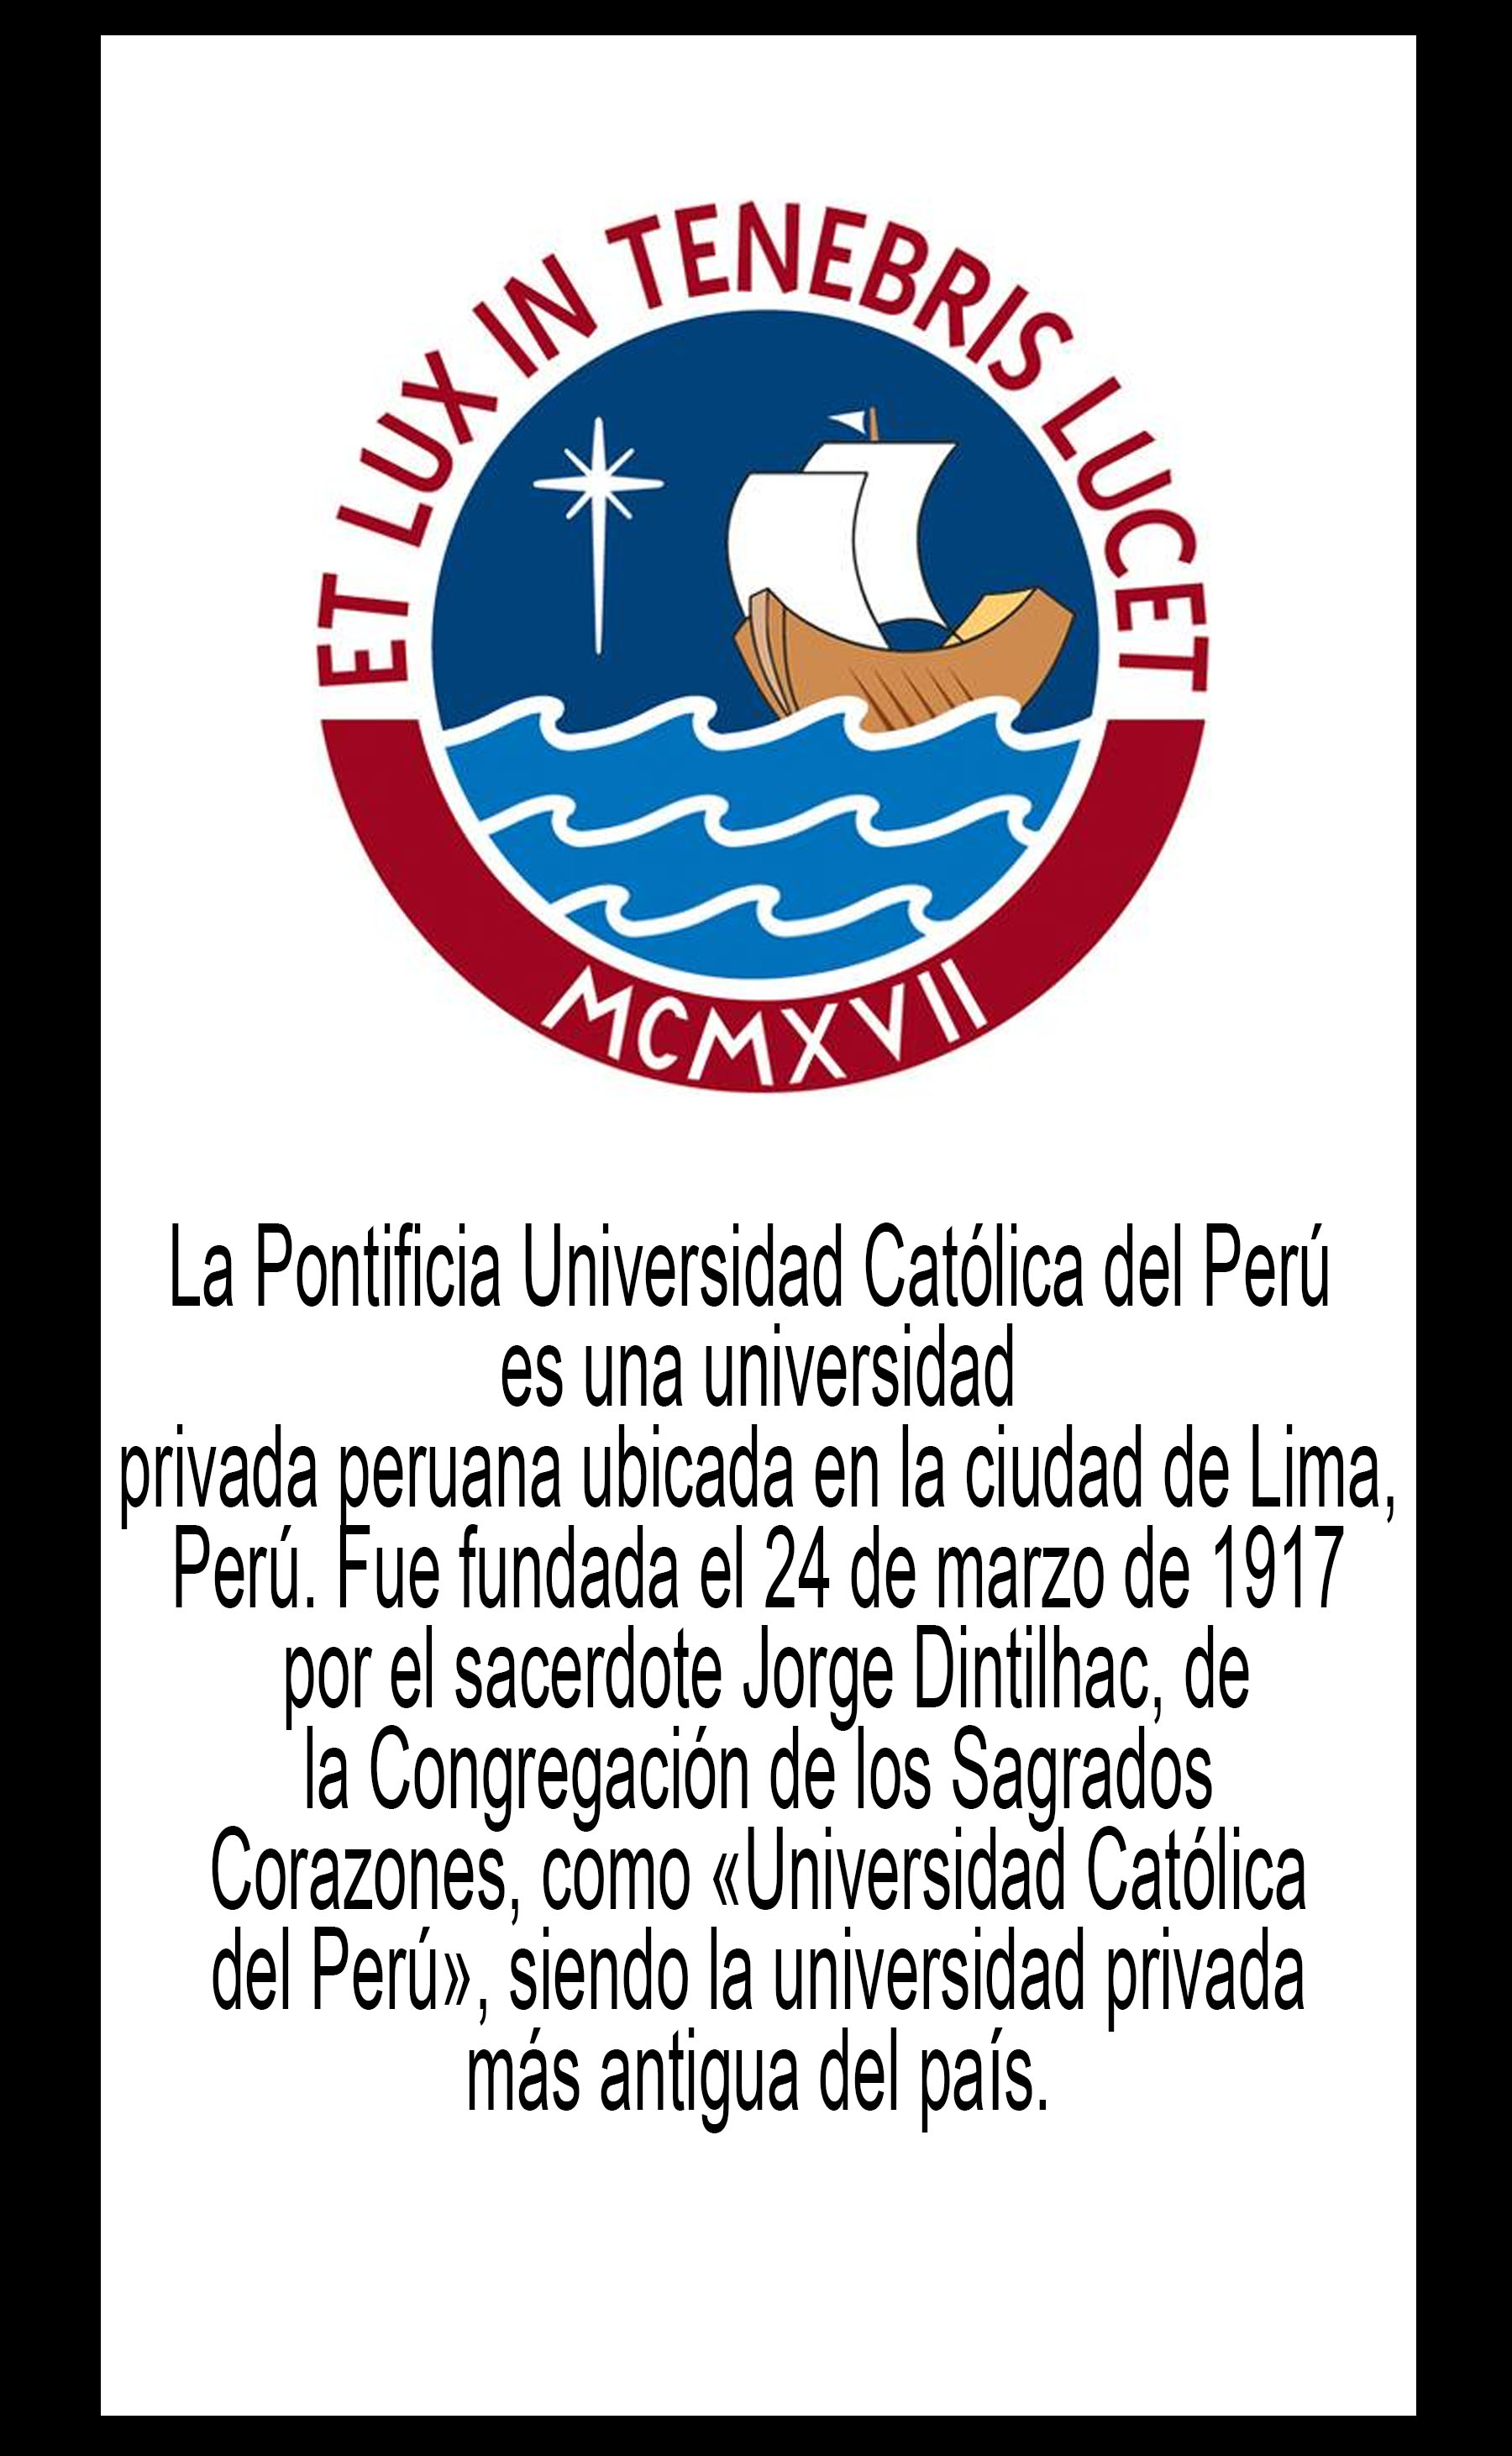 ET LUX IN TENEBRIS LUCET
MCMXVII
La Pontificia Universidad Católica del Perú
es una universidad
privada peruana ubicada en la ciudad de Lima,
Perú. Fue fundada el 24 de marzo de 1917
por el sacerdote Jorge Dintilhac, de
la Congregación de los Sagrados
Corazones, como «Universidad Católica
del Perú», siendo la universidad privada
más antigua del país.